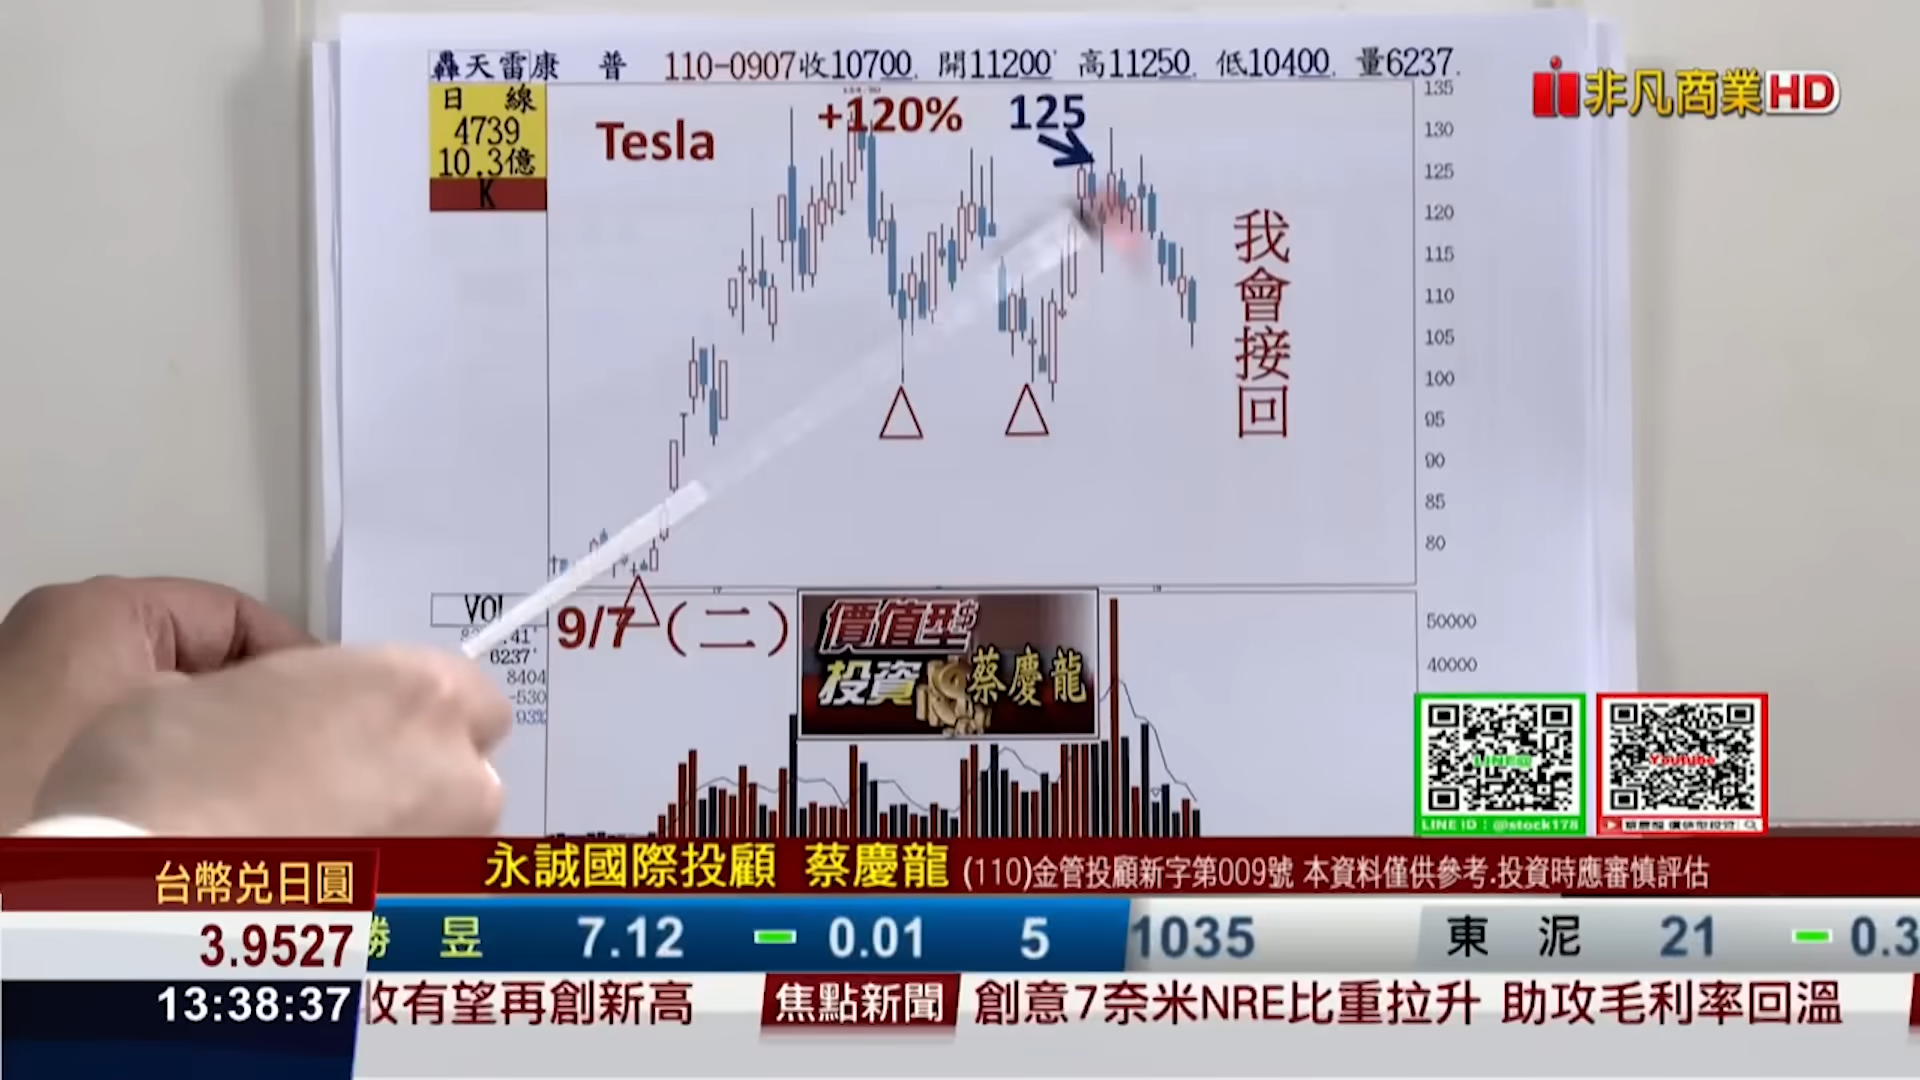 轟天雷康 普 110-0907收10700. 開11200' 高11250. 低10400. 量6237.
日 線
4739
10.3億
K
Tesla
+120%
125
非凡商業HD
135
130
125
120
115
110
105
100
95
90
85
80
我會接回
VOL
6237'
8404
-530
9/7(二)
價值型
投資
蔡慶龍
50000
40000
LINE@
LINE ID：@stock178
Youtube
台幣兌日圓
3.9527
13:38:37
永誠國際投顧 蔡慶龍 (110)金管投顧新字第009號 本資料僅供參考.投資時應審慎評估
勝 昱 7.12 0.01 5 1035 東 泥 21 0.3
收有望再創新高 焦點新聞 創意7奈米NRE比重拉升 助攻毛利率回溫